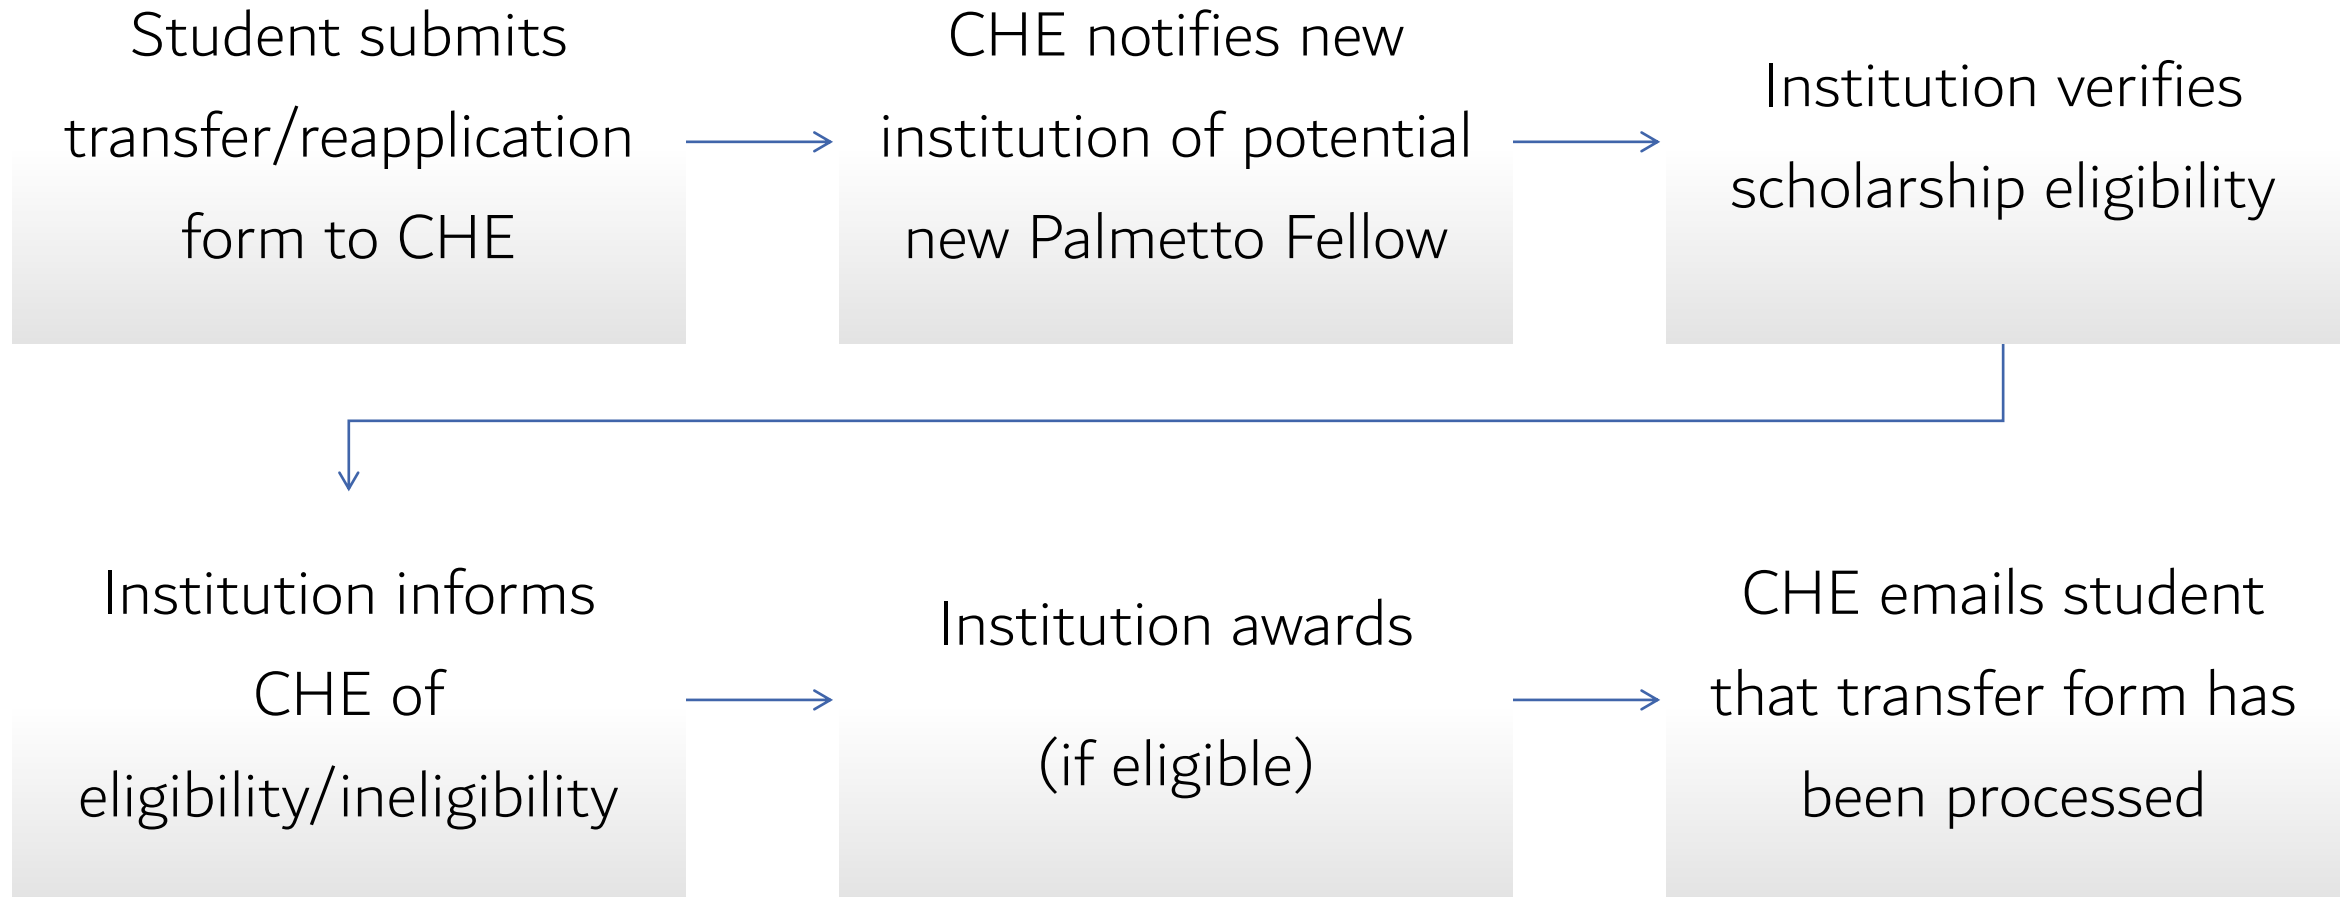 Student submits
transfer/reapplication
form to CHE
CHE notifies new
institution of potential
new Palmetto Fellow
Institution verifies
scholarship eligibility
Institution informs
CHE of
eligibility/ineligibility
Institution awards
(if eligible)
CHE emails student
that transfer form has
been processed